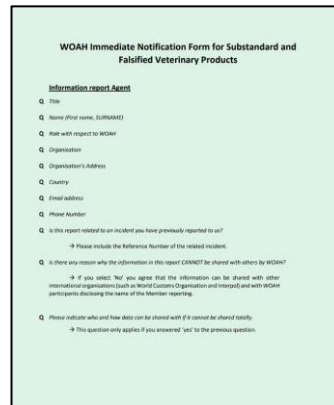 WOAH Immediate Notification Form for Substandard and
Falsified Veterinary Products
Information report Agent
Q Title
Q Name (First name, SURNAME)
Q Role with respect to WOAH
Q Organisation
Q Organisation's Address
Q Country
Q Email address
Q Phone Number
Q Is this report related to an incident you have previously reported to us?
→ Please include the Reference Number of the related incident.
Q Is there any reason why the information in this report CANNOT be shared with others by WOAH?
→ If you select 'No' you agree that the information can be shared with other
international organisations (such as World Customs Organisation and Interpol) and with WOAH
participants disclosing the name of the Member reporting.
Q Please indicate who and how data can be shared with if it cannot be shared totally.
→ This question only applies if you answered 'yes' to the previous question.